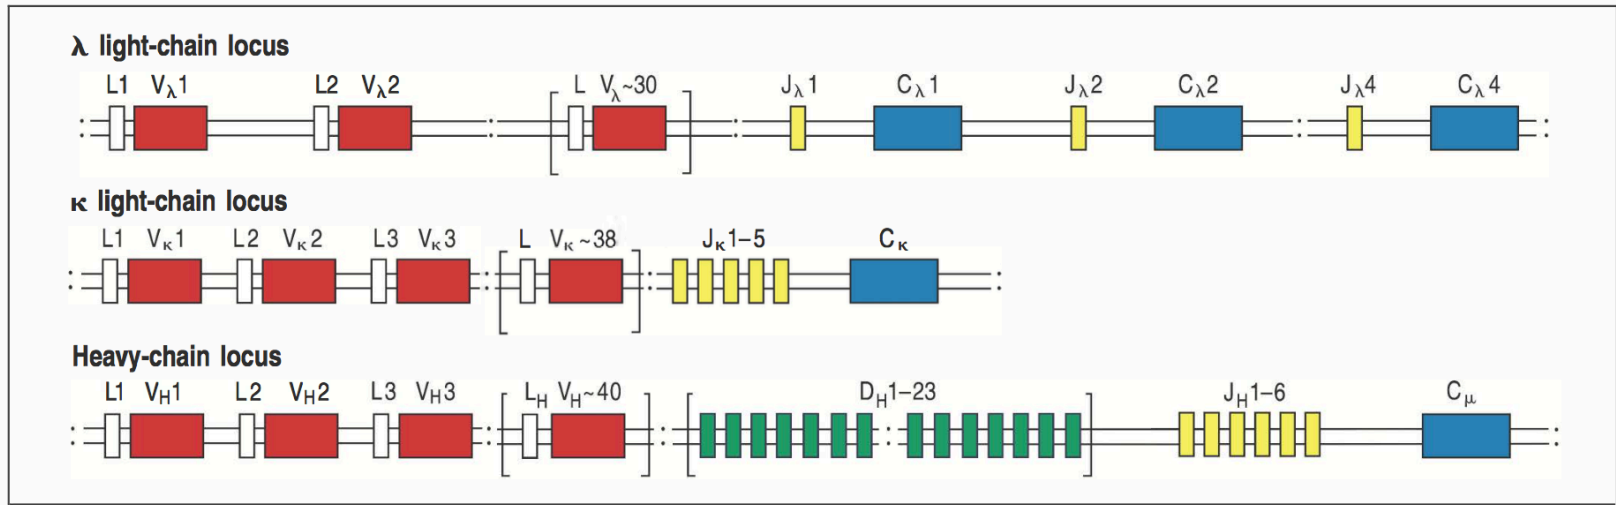 λ light-chain locus
L1 Vλ1 L2 Vλ2 L Vλ~30 Jλ1 Cλ1 Jλ2 Cλ2 Jλ4 Cλ4
κ light-chain locus
L1 Vκ1 L2 Vκ2 L3 Vκ3 L Vκ~38 Jκ1–5 Cκ
Heavy-chain locus
L1 VH1 L2 VH2 L3 VH3 LH VH~40 DH1–23 JH1–6 Cμ